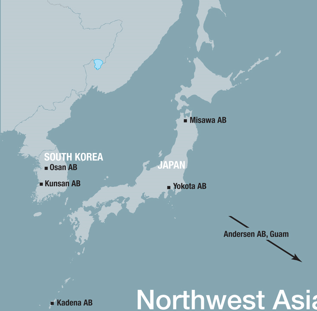 Misawa AB
SOUTH KOREA
Osan AB
JAPAN
Kunsan AB
Yokota AB
Andersen AB, Guam
Kadena AB
Northwest Asia